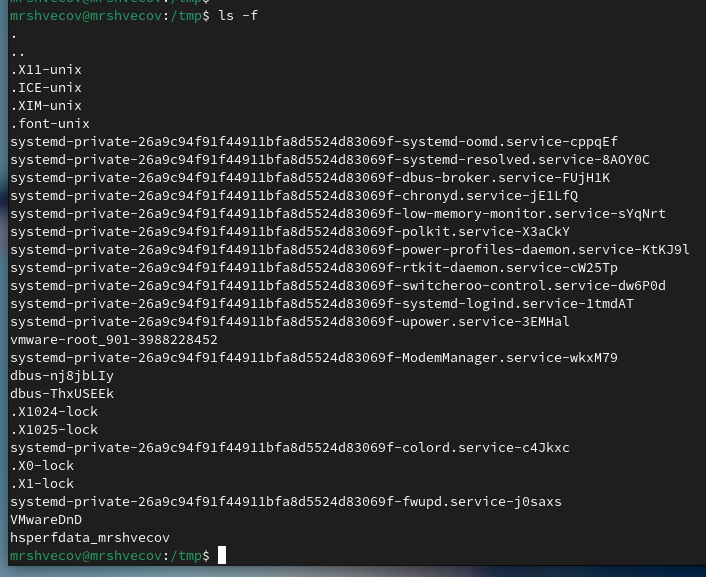 mrshvecov@mrshvecov:/tmp$ ls -f
.
..
.X11-unix
.ICE-unix
.XIM-unix
.font-unix
systemd-private-26a9c94f91f44911bfa8d5524d83069f-systemd-oomd.service-cppqEf
systemd-private-26a9c94f91f44911bfa8d5524d83069f-systemd-resolved.service-8AOY0C
systemd-private-26a9c94f91f44911bfa8d5524d83069f-dbus-broker.service-FUjH1K
systemd-private-26a9c94f91f44911bfa8d5524d83069f-chronyd.service-jE1LfQ
systemd-private-26a9c94f91f44911bfa8d5524d83069f-low-memory-monitor.service-sYqNrt
systemd-private-26a9c94f91f44911bfa8d5524d83069f-polkit.service-X3aCkY
systemd-private-26a9c94f91f44911bfa8d5524d83069f-power-profiles-daemon.service-KtKJ9l
systemd-private-26a9c94f91f44911bfa8d5524d83069f-rtkit-daemon.service-cW25Tp
systemd-private-26a9c94f91f44911bfa8d5524d83069f-switcheroo-control.service-dw6P0d
systemd-private-26a9c94f91f44911bfa8d5524d83069f-systemd-logind.service-1tmdAT
systemd-private-26a9c94f91f44911bfa8d5524d83069f-upower.service-3EMHal
vmware-root_901-3988228452
systemd-private-26a9c94f91f44911bfa8d5524d83069f-ModemManager.service-wkxM79
dbus-nj8jbLIy
dbus-ThxUSEEk
.X1024-lock
.X1025-lock
systemd-private-26a9c94f91f44911bfa8d5524d83069f-colord.service-c4Jkxc
.X0-lock
.X1-lock
systemd-private-26a9c94f91f44911bfa8d5524d83069f-fwupd.service-j0saxs
VMwareDnD
hsperfdata_mrshvecov
mrshvecov@mrshvecov:/tmp$